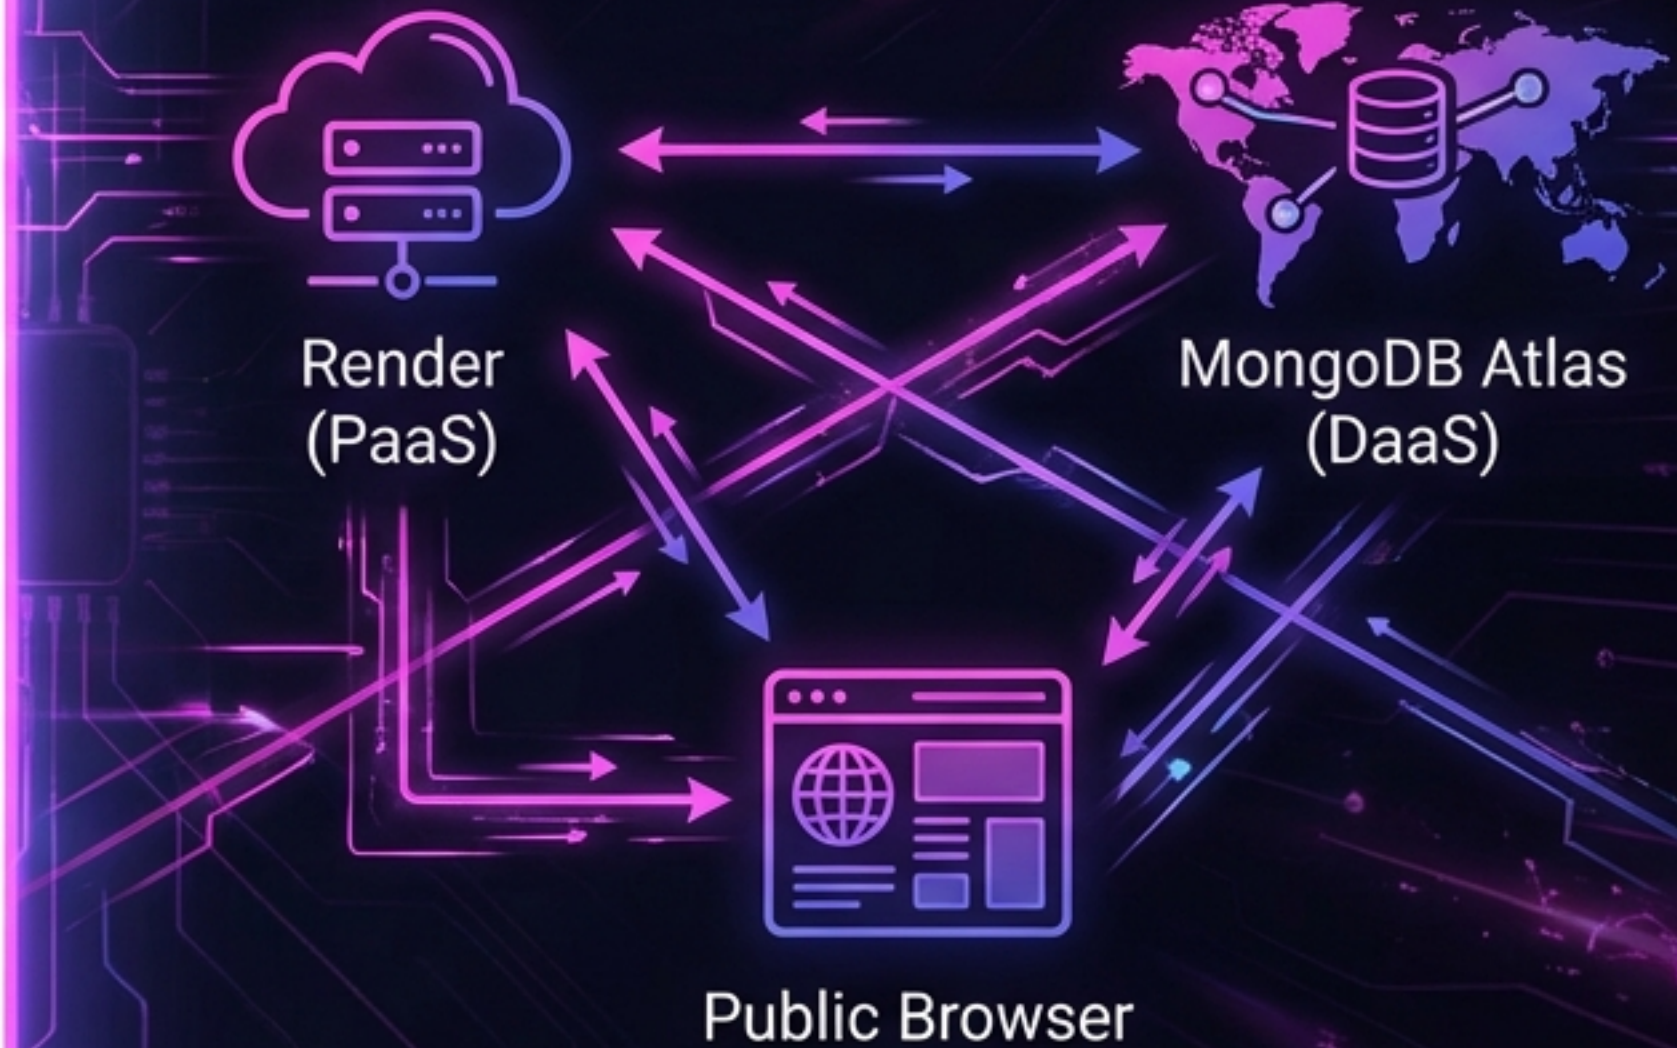 Render
(PaaS)
MongoDB Atlas
(DaaS)
Public Browser